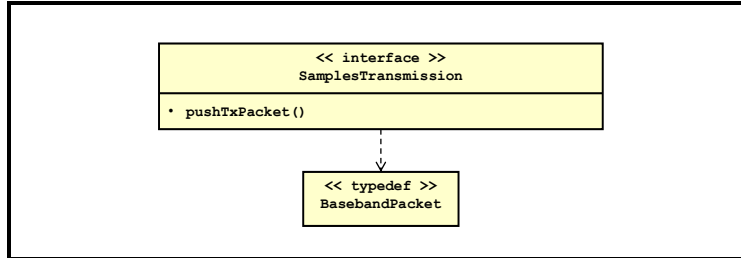 << interface >>
SamplesTransmission
• pushTxPacket()
<< typedef >>
BasebandPacket